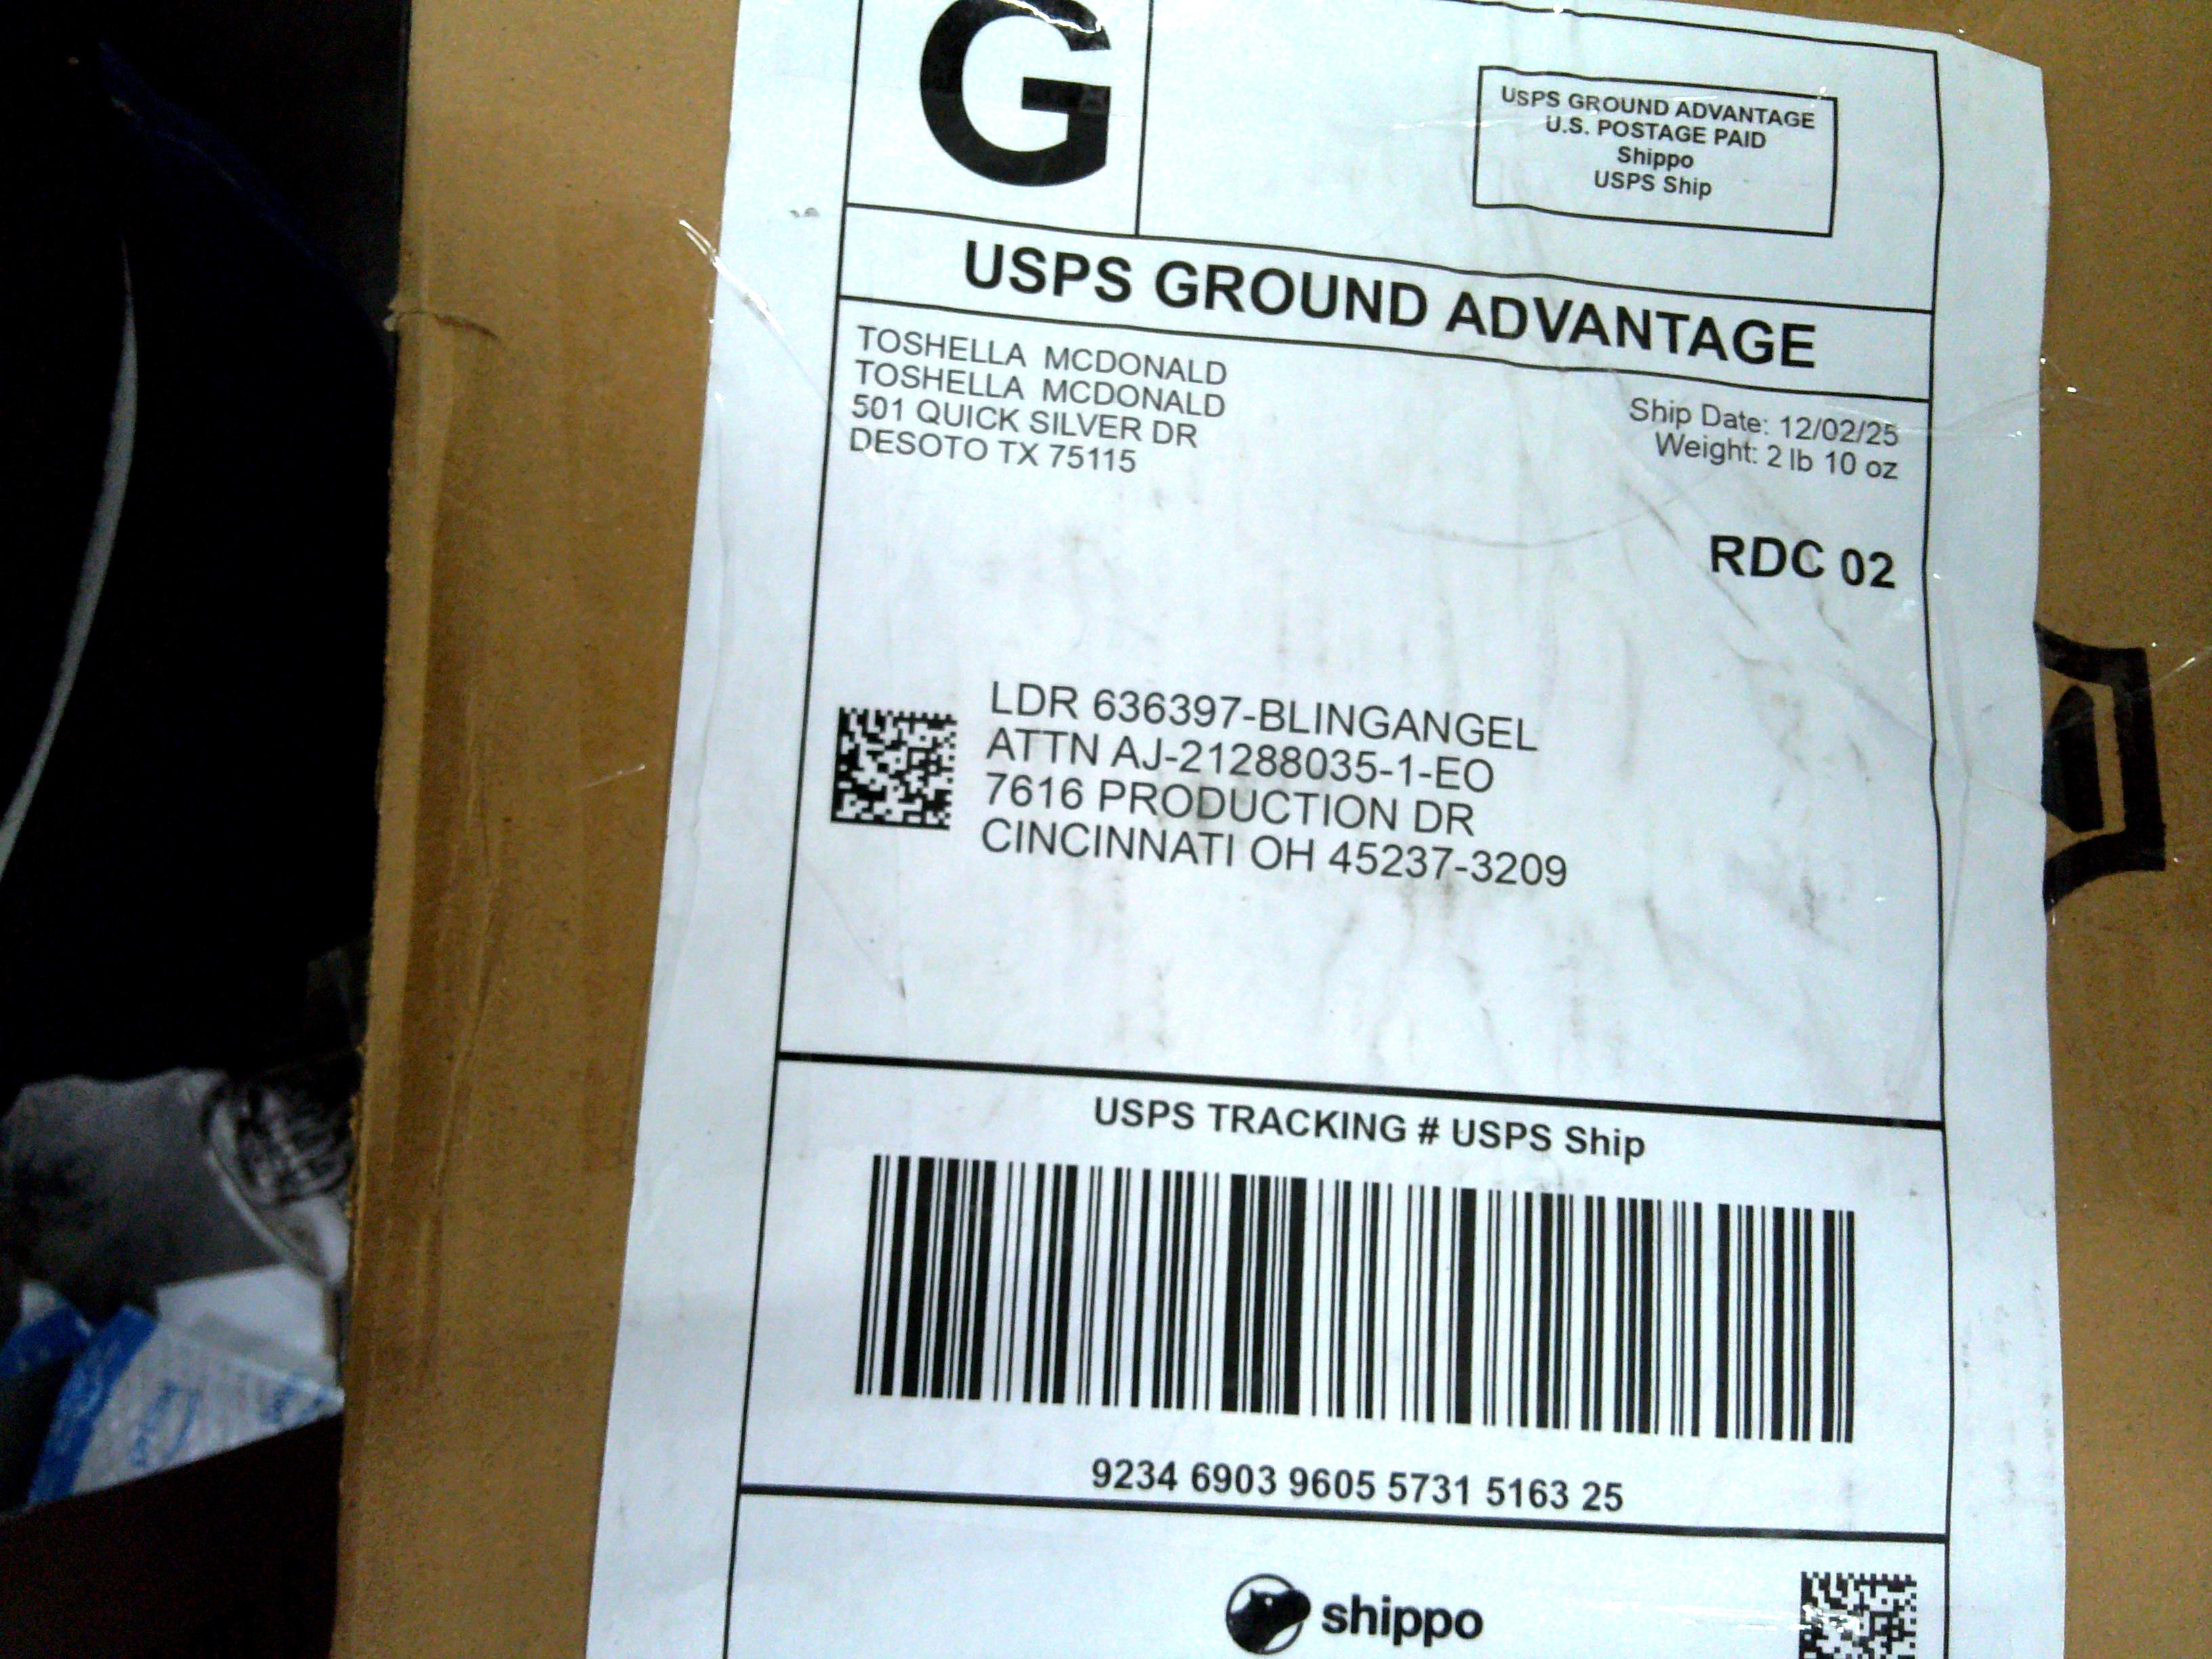 G
USPS GROUND ADVANTAGE
U.S. POSTAGE PAID
Shippo
USPS Ship
USPS GROUND ADVANTAGE
TOSHELLA MCDONALD
TOSHELLA MCDONALD
501 QUICK SILVER DR
DESOTO TX 75115
Ship Date: 12/02/25
Weight: 2 lb 10 oz
RDC 02
LDR 636397-BLINGANGEL
ATTN AJ-21288035-1-EO
7616 PRODUCTION DR
CINCINNATI OH 45237-3209
USPS TRACKING # USPS Ship
9234 6903 9605 5731 5163 25
shippo